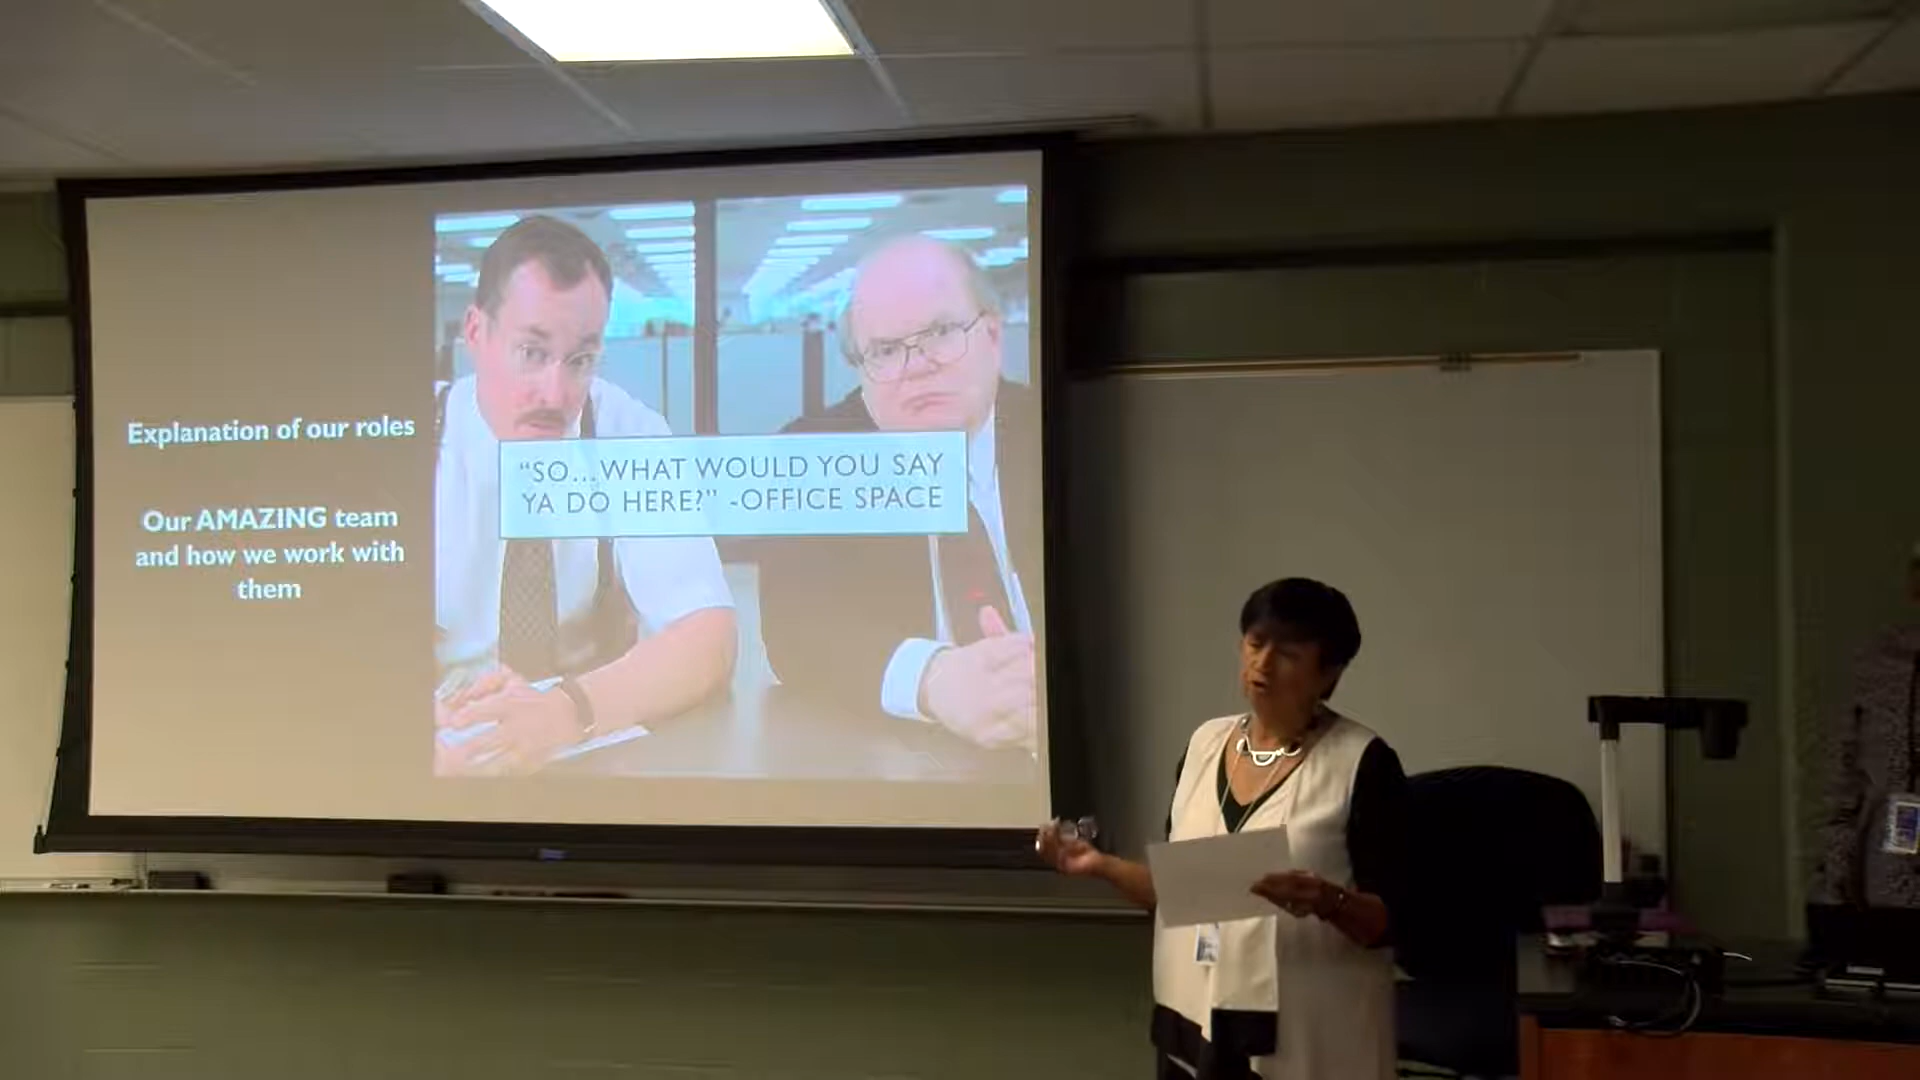 Explanation of our roles
Our AMAZING team
and how we work with
them
“SO...WHAT WOULD YOU SAY
YA DO HERE?” -OFFICE SPACE